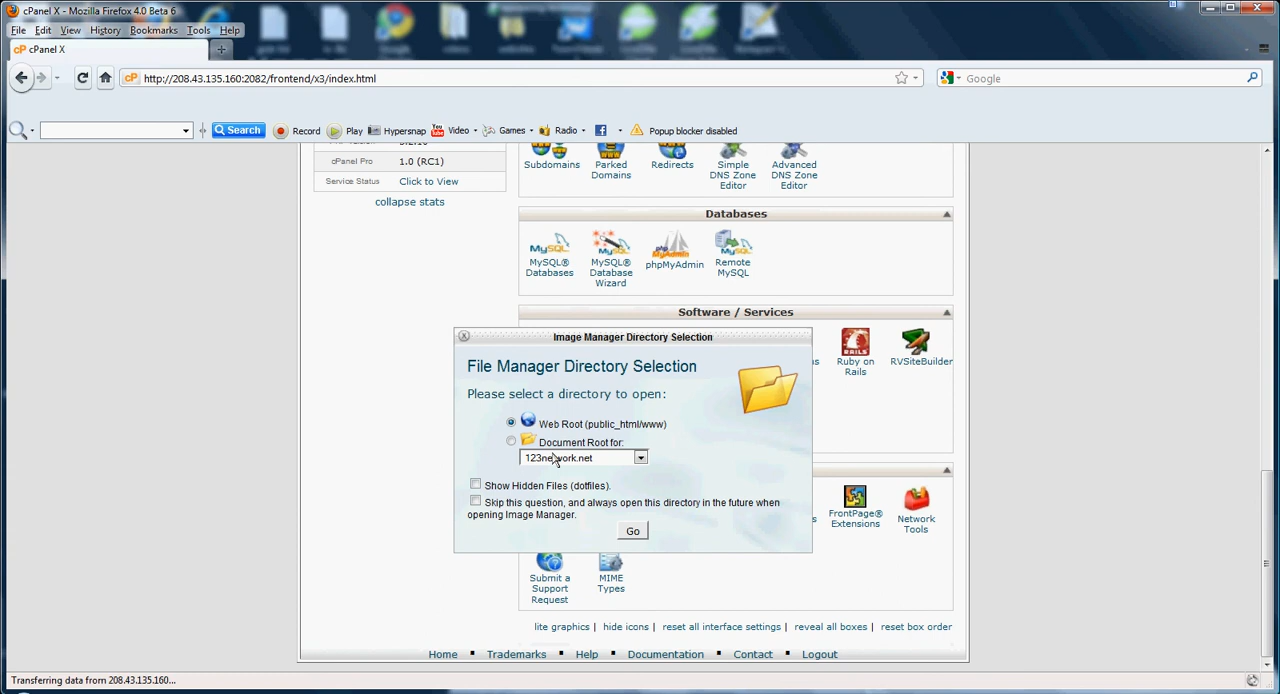 cPanel X - Mozilla Firefox 4.0 Beta 6
File Edit View History Bookmarks Tools Help
cP cPanel X
cP http://208.43.135.160:2082/frontend/x3/index.html
Google
Search Record Play Hypersnap You Tube Video Games Radio Popup blocker disabled
cPanel Pro 1.0 (RC1)
Service Status Click to View
collapse stats
Subdomains Parked Domains Redirects Simple DNS Zone Editor Advanced DNS Zone Editor
Databases
MySQL® Databases
MySQL® Database Wizard
phpMyAdmin
Remote MySQL
Software / Services
RAILS
Ruby on Rails
RVSiteBuilder
Image Manager Directory Selection
File Manager Directory Selection
Please select a directory to open:
Web Root (public_html/www)
Document Root for:
123network.net
Show Hidden Files (dotfiles).
Skip this question, and always open this directory in the future when
opening Image Manager.
Go
FrontPage® Extensions
Network Tools
Submit a Support Request
MIME Types
lite graphics | hide icons | reset all interface settings | reveal all boxes | reset box order
Home ▪ Trademarks ▪ Help ▪ Documentation ▪ Contact ▪ Logout
Transferring data from 208.43.135.160...